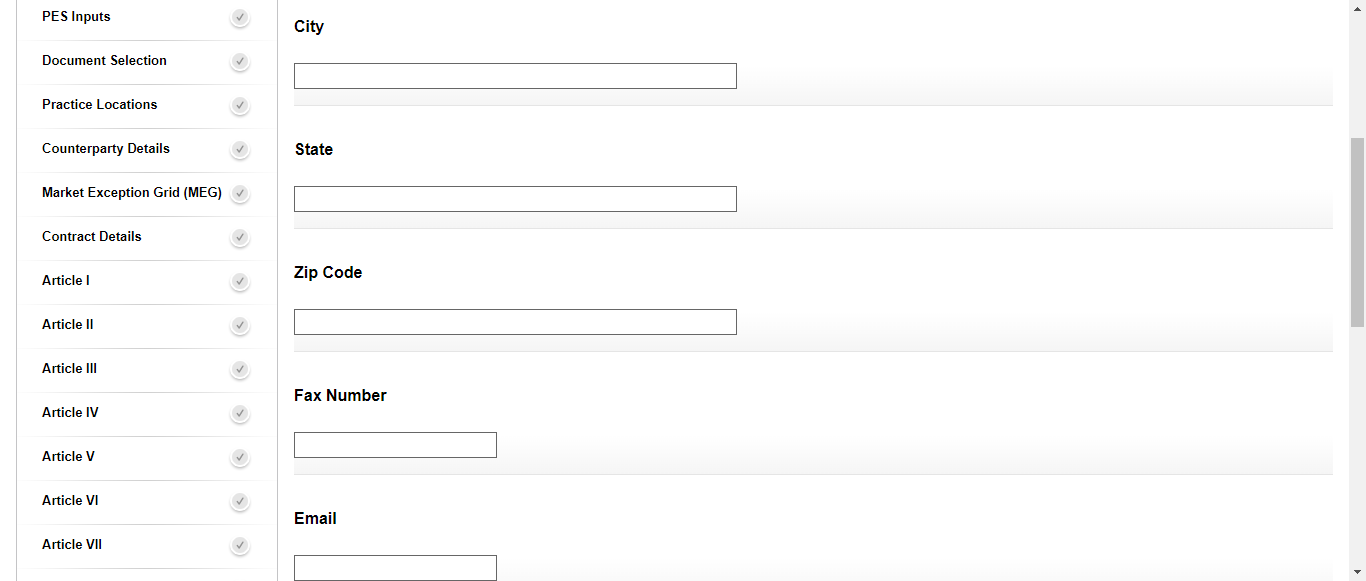 PES Inputs
Document Selection
Practice Locations
Counterparty Details
Market Exception Grid (MEG)
Contract Details
Article I
Article II
Article III
Article IV
Article V
Article VI
Article VII
City
State
Zip Code
Fax Number
Email